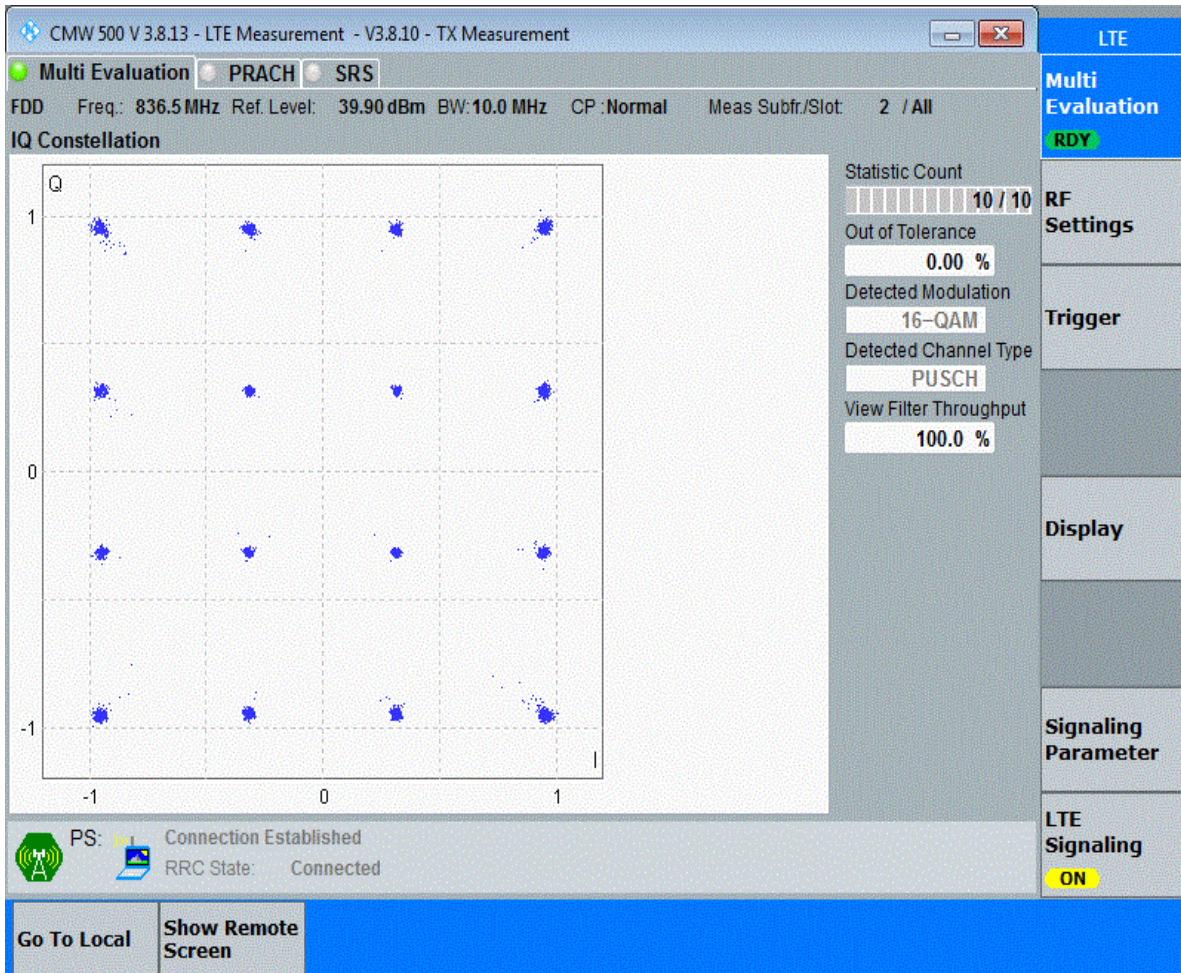 CMW 500 V 3.8.13 - LTE Measurement - V3.8.10 - TX Measurement
LTE
Multi Evaluation PRACH SRS
FDD Freq.: 836.5 MHz Ref. Level: 39.90 dBm BW: 10.0 MHz CP : Normal Meas Subfr./Slot: 2 / All
IQ Constellation
Q
1
0
-1
I
-1 0 1
Statistic Count
10 / 10
Out of Tolerance
0.00 %
Detected Modulation
16-QAM
Detected Channel Type
PUSCH
View Filter Throughput
100.0 %
Multi
Evaluation
RDY
RF
Settings
Trigger
Display
Signaling
Parameter
LTE
Signaling
ON
PS: Connection Established
RRC State: Connected
Go To Local
Show Remote
Screen